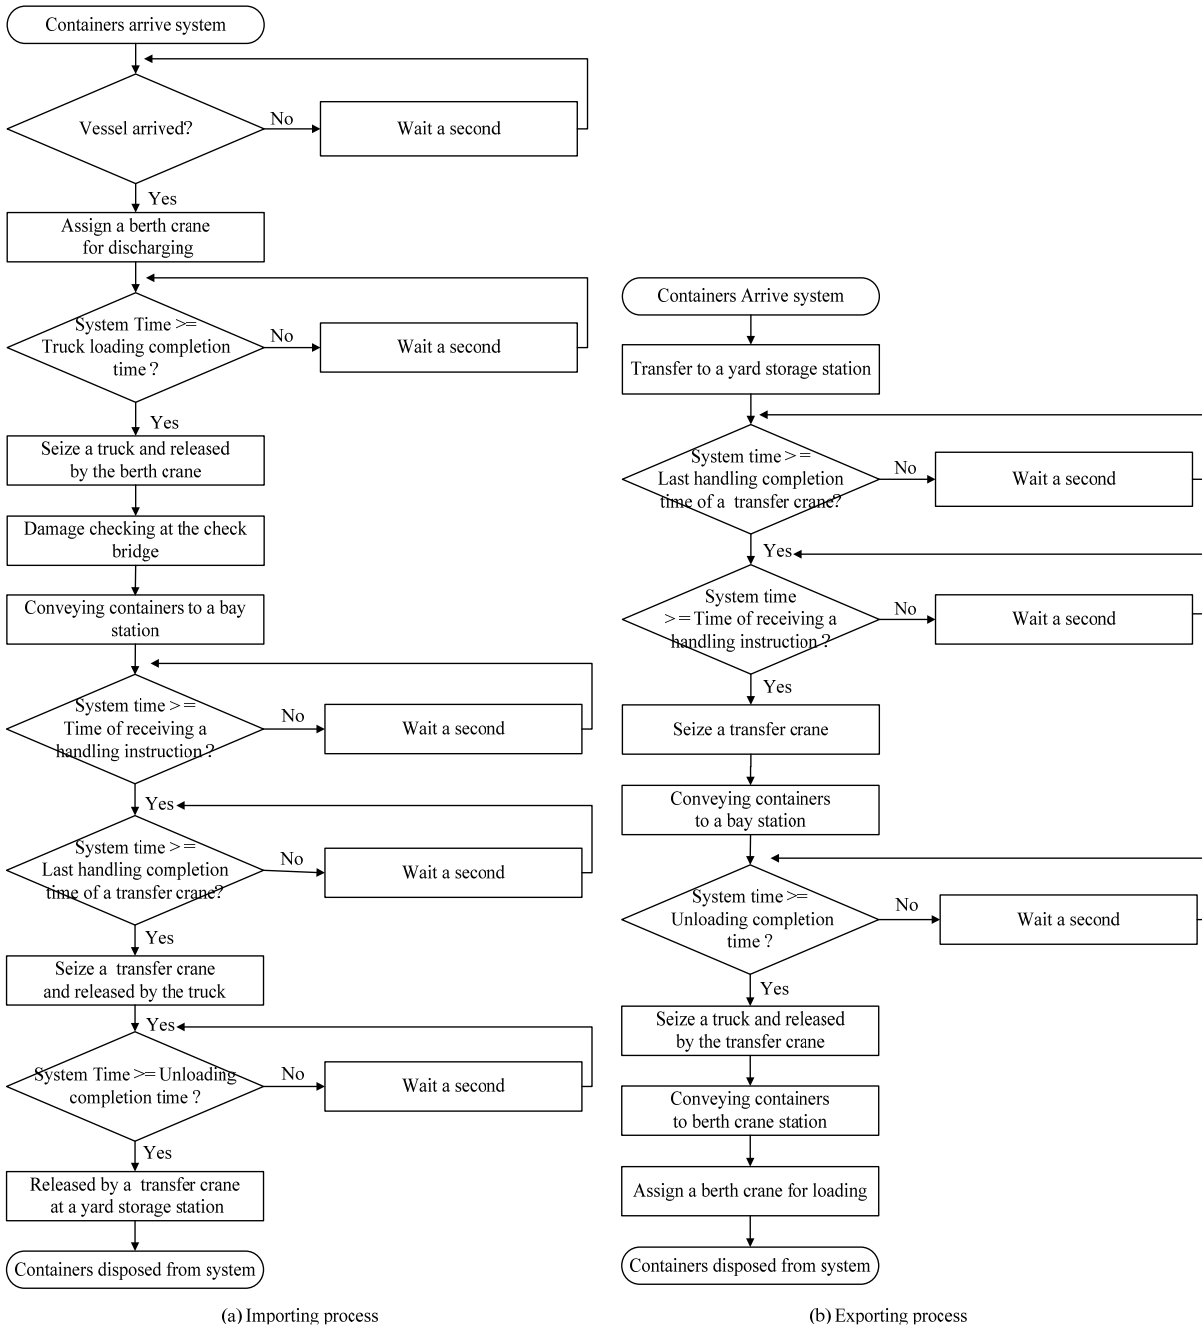 Containers arrive system
Vessel arrived?
No
Wait a second
Yes
Assign a berth crane
for discharging
System Time >=
Truck loading completion
time ?
No
Wait a second
Yes
Seize a truck and released
by the berth crane
Damage checking at the check
bridge
Conveying containers to a bay
station
System time >=
Time of receiving a
handling instruction ?
No
Wait a second
Yes
System time >=
Last handling completion
time of a transfer crane?
No
Wait a second
Yes
Seize a transfer crane
and released by the truck
Yes
System Time >= Unloading
completion time ?
No
Wait a second
Yes
Released by a transfer crane
at a yard storage station
Containers disposed from system
(a) Importing process
Containers Arrive system
Transfer to a yard storage station
System time >=
Last handling completion
time of a transfer crane?
No
Wait a second
Yes
System time
>= Time of receiving a
handling instruction ?
No
Wait a second
Yes
Seize a transfer crane
Conveying containers
to a bay station
System time >=
Unloading completion
time ?
No
Wait a second
Yes
Seize a truck and released
by the transfer crane
Conveying containers
to berth crane station
Assign a berth crane for loading
Containers disposed from system
(b) Exporting process